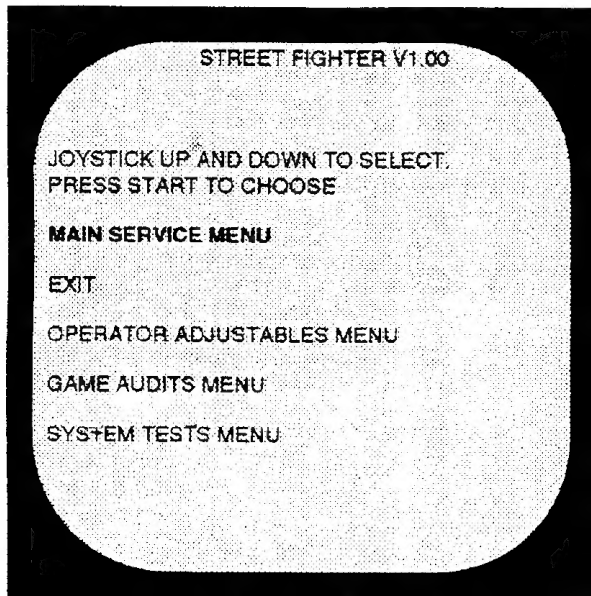 STREET FIGHTER V1.00
JOYSTICK UP AND DOWN TO SELECT.
PRESS START TO CHOOSE
MAIN SERVICE MENU
EXIT
OPERATOR ADJUSTABLES MENU
GAME AUDITS MENU
SYSTEM TESTS MENU